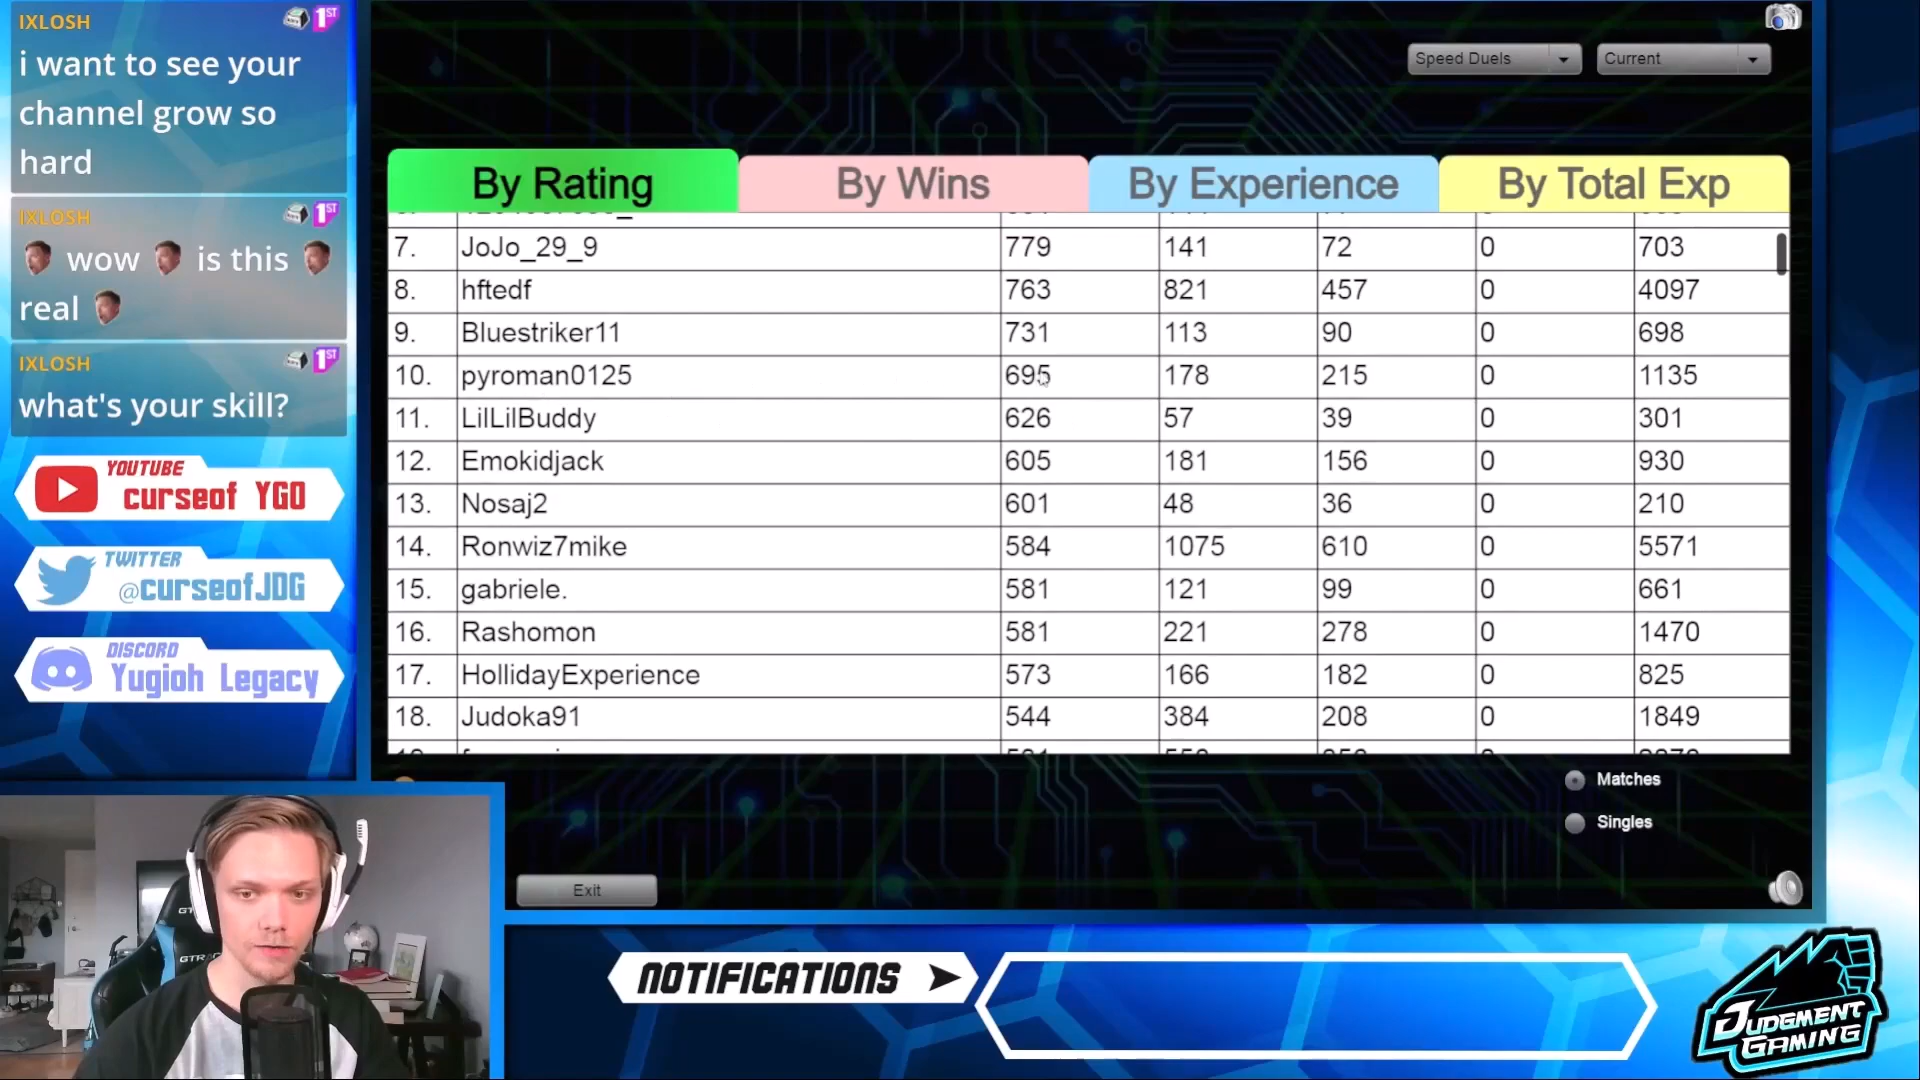 IXLOSH 1ST
i want to see your
channel grow so
hard
IXLOSH 1ST
wow is this
real
IXLOSH 1ST
what's your skill?
YOUTUBE
curseof YGO
TWITTER
@curseofJDG
DISCORD
Yugioh Legacy
Speed Duels Current
By Rating By Wins By Experience By Total Exp
7. JoJo_29_9 779 141 72 0 703
8. hftedf 763 821 457 0 4097
9. Bluestriker11 731 113 90 0 698
10. pyroman0125 695 178 215 0 1135
11. LilLilBuddy 626 57 39 0 301
12. Emokidjack 605 181 156 0 930
13. Nosaj2 601 48 36 0 210
14. Ronwiz7mike 584 1075 610 0 5571
15. gabriele. 581 121 99 0 661
16. Rashomon 581 221 278 0 1470
17. HollidayExperience 573 166 182 0 825
18. Judoka91 544 384 208 0 1849
Matches
Singles
Exit
NOTIFICATIONS
JUDGMENT
GAMING